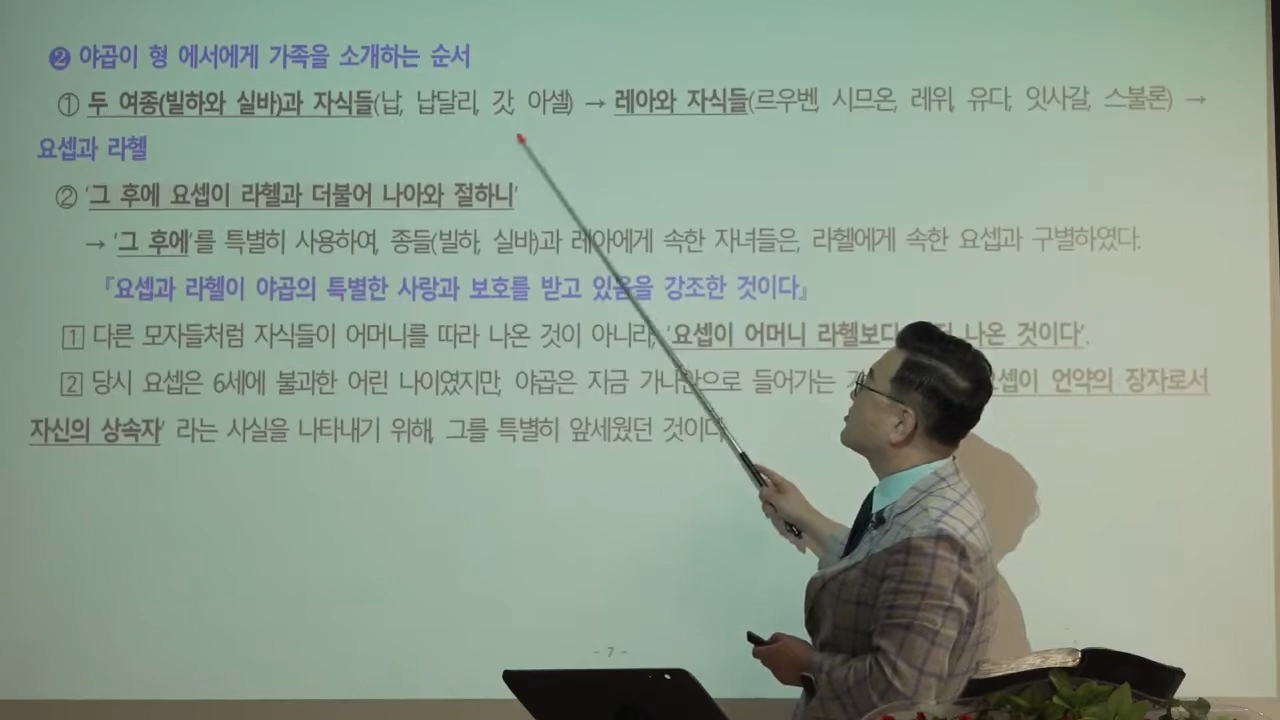 ❷ 야곱이 형 에서에게 가족을 소개하는 순서
① 두 여종(빌하와 실바)과 자식들(납, 납달리, 갓, 아셀) → 레아와 자식들(르우벤, 시므온, 레위, 유다, 잇사갈, 스불론) →
요셉과 라헬
② '그 후에 요셉이 라헬과 더불어 나아와 절하니'
→ '그 후에'를 특별히 사용하여, 종들(빌하, 실바)과 레아에게 속한 자녀들은, 라헬에게 속한 요셉과 구별하였다.
『요셉과 라헬이 야곱의 특별한 사랑과 보호를 받고 있음을 강조한 것이다』
1 다른 모자들처럼 자식들이 어머니를 따라 나온 것이 아니라, '요셉이 어머니 라헬보다 나온 것이다'.
2 당시 요셉은 6세에 불과한 어린 나이였지만, 야곱은 지금 가나안으로 들어가는 언약의 장자로서
자신의 상속자' 라는 사실을 나타내기 위해, 그를 특별히 앞세웠던 것이다
- 7 -